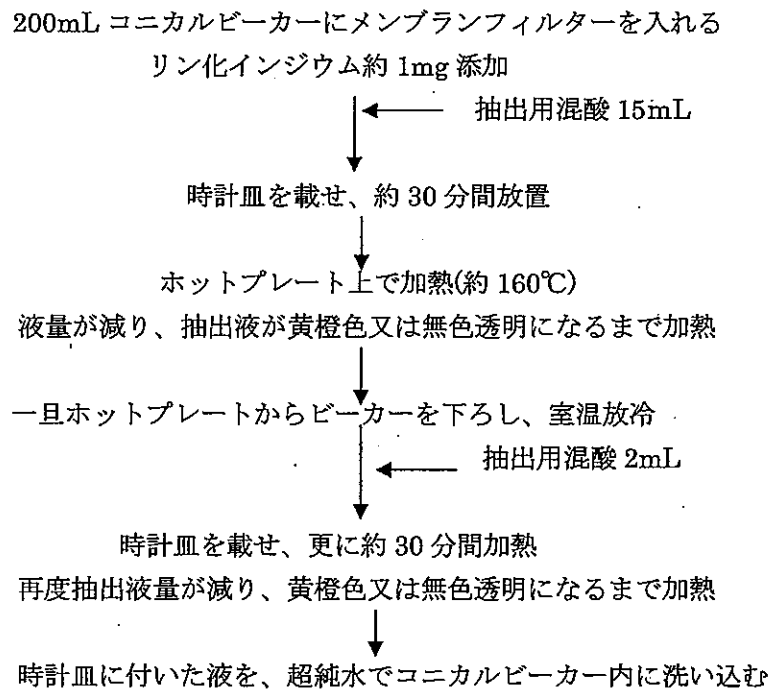 200mL コニカルビーカーにメンブランフィルターを入れる
リン化インジウム約 1mg 添加
抽出用混酸 15mL
時計皿を載せ、約 30 分間放置
ホットプレート上で加熱(約 160℃)
液量が減り、抽出液が黄橙色又は無色透明になるまで加熱
一旦ホットプレートからビーカーを下ろし、室温放冷
抽出用混酸 2mL
時計皿を載せ、更に約 30 分間加熱
再度抽出液量が減り、黄橙色又は無色透明になるまで加熱
時計皿に付いた液を、超純水でコニカルビーカー内に洗い込む